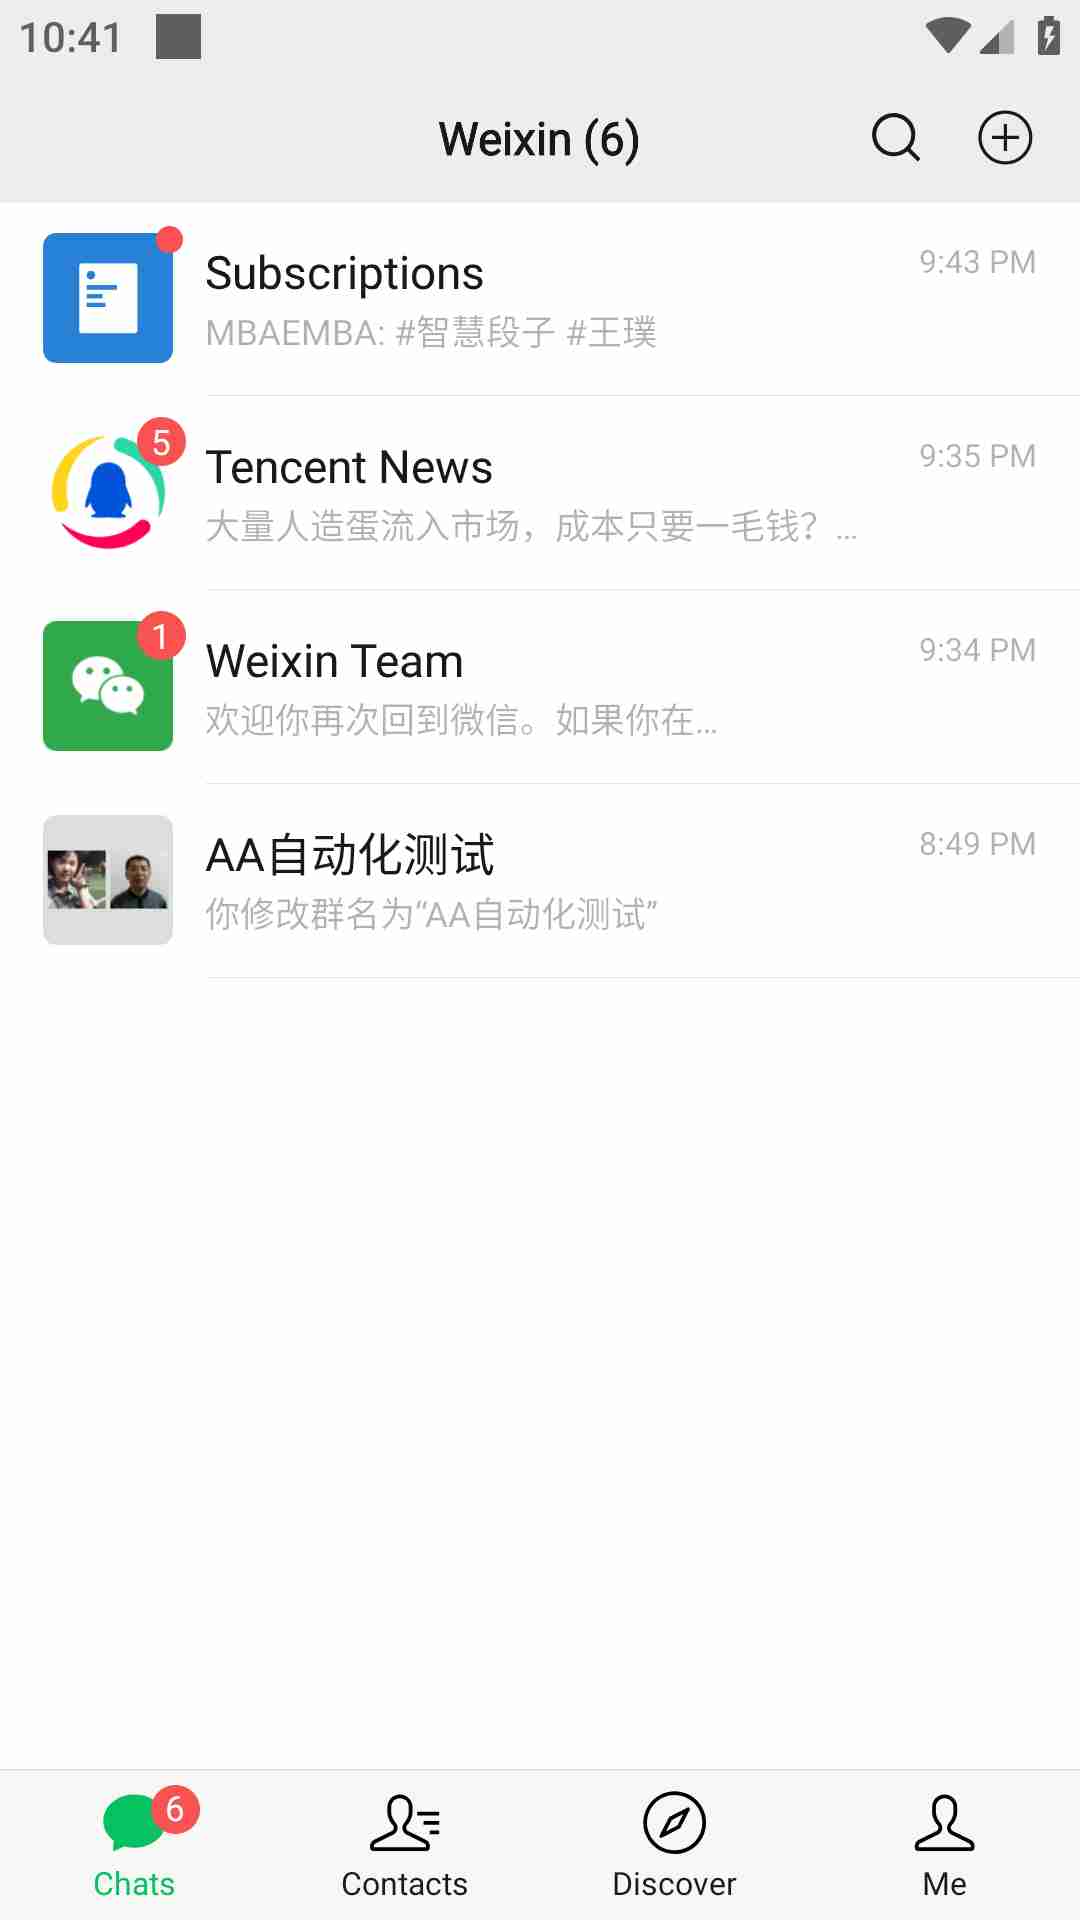 10:41
Weixin (6)
Subscriptions
9:43 PM
MBAEMBA: #智慧段子 #王璞
5
Tencent News
9:35 PM
大量人造蛋流入市场，成本只要一毛钱？...
1
Weixin Team
9:34 PM
欢迎你再次回到微信。如果你在...
AA自动化测试
8:49 PM
你修改群名为“AA自动化测试”
6
Chats
Contacts
Discover
Me